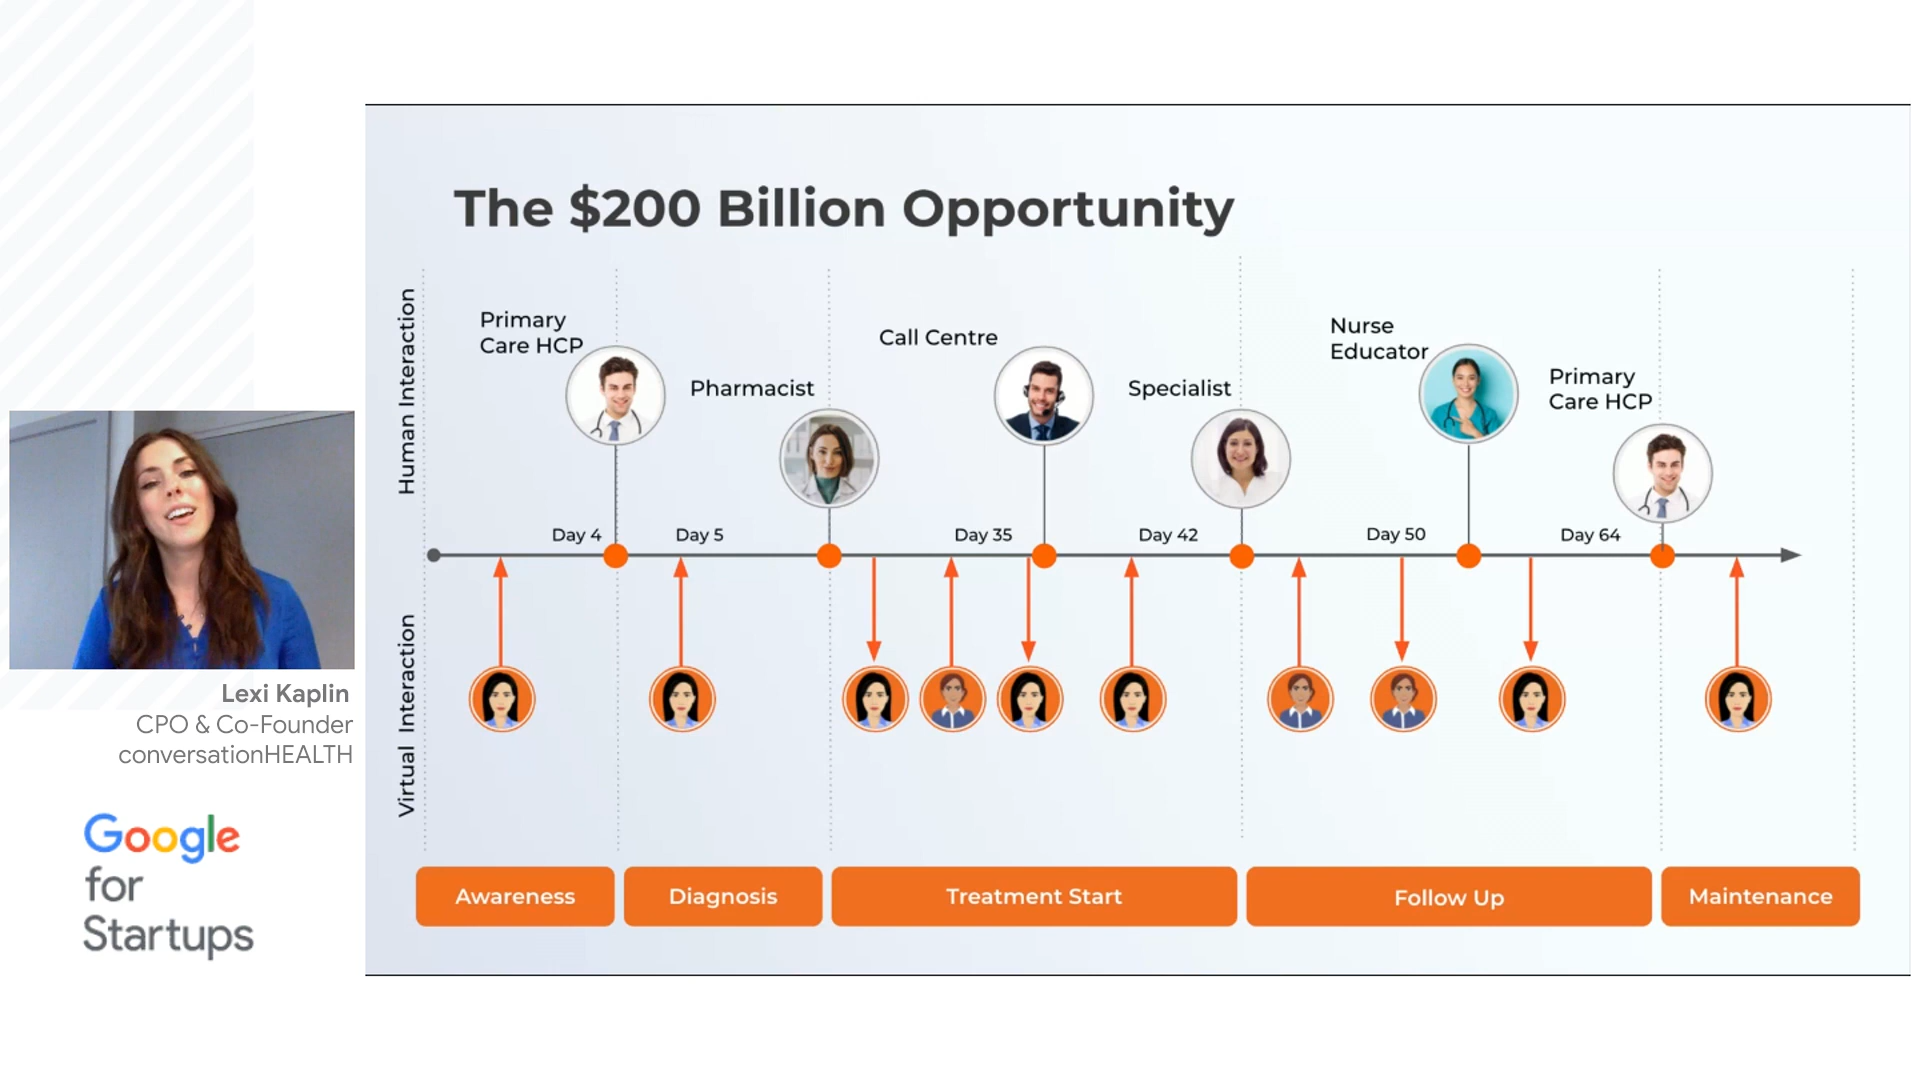 The $200 Billion Opportunity
Human Interaction
Primary
Care HCP
Pharmacist
Call Centre
Specialist
Nurse
Educator
Primary
Care HCP
Day 4
Day 5
Day 35
Day 42
Day 50
Day 64
Virtual Interaction
Awareness
Diagnosis
Treatment Start
Follow Up
Maintenance
Lexi Kaplin
CPO & Co-Founder
conversationHEALTH
Google
for
Startups